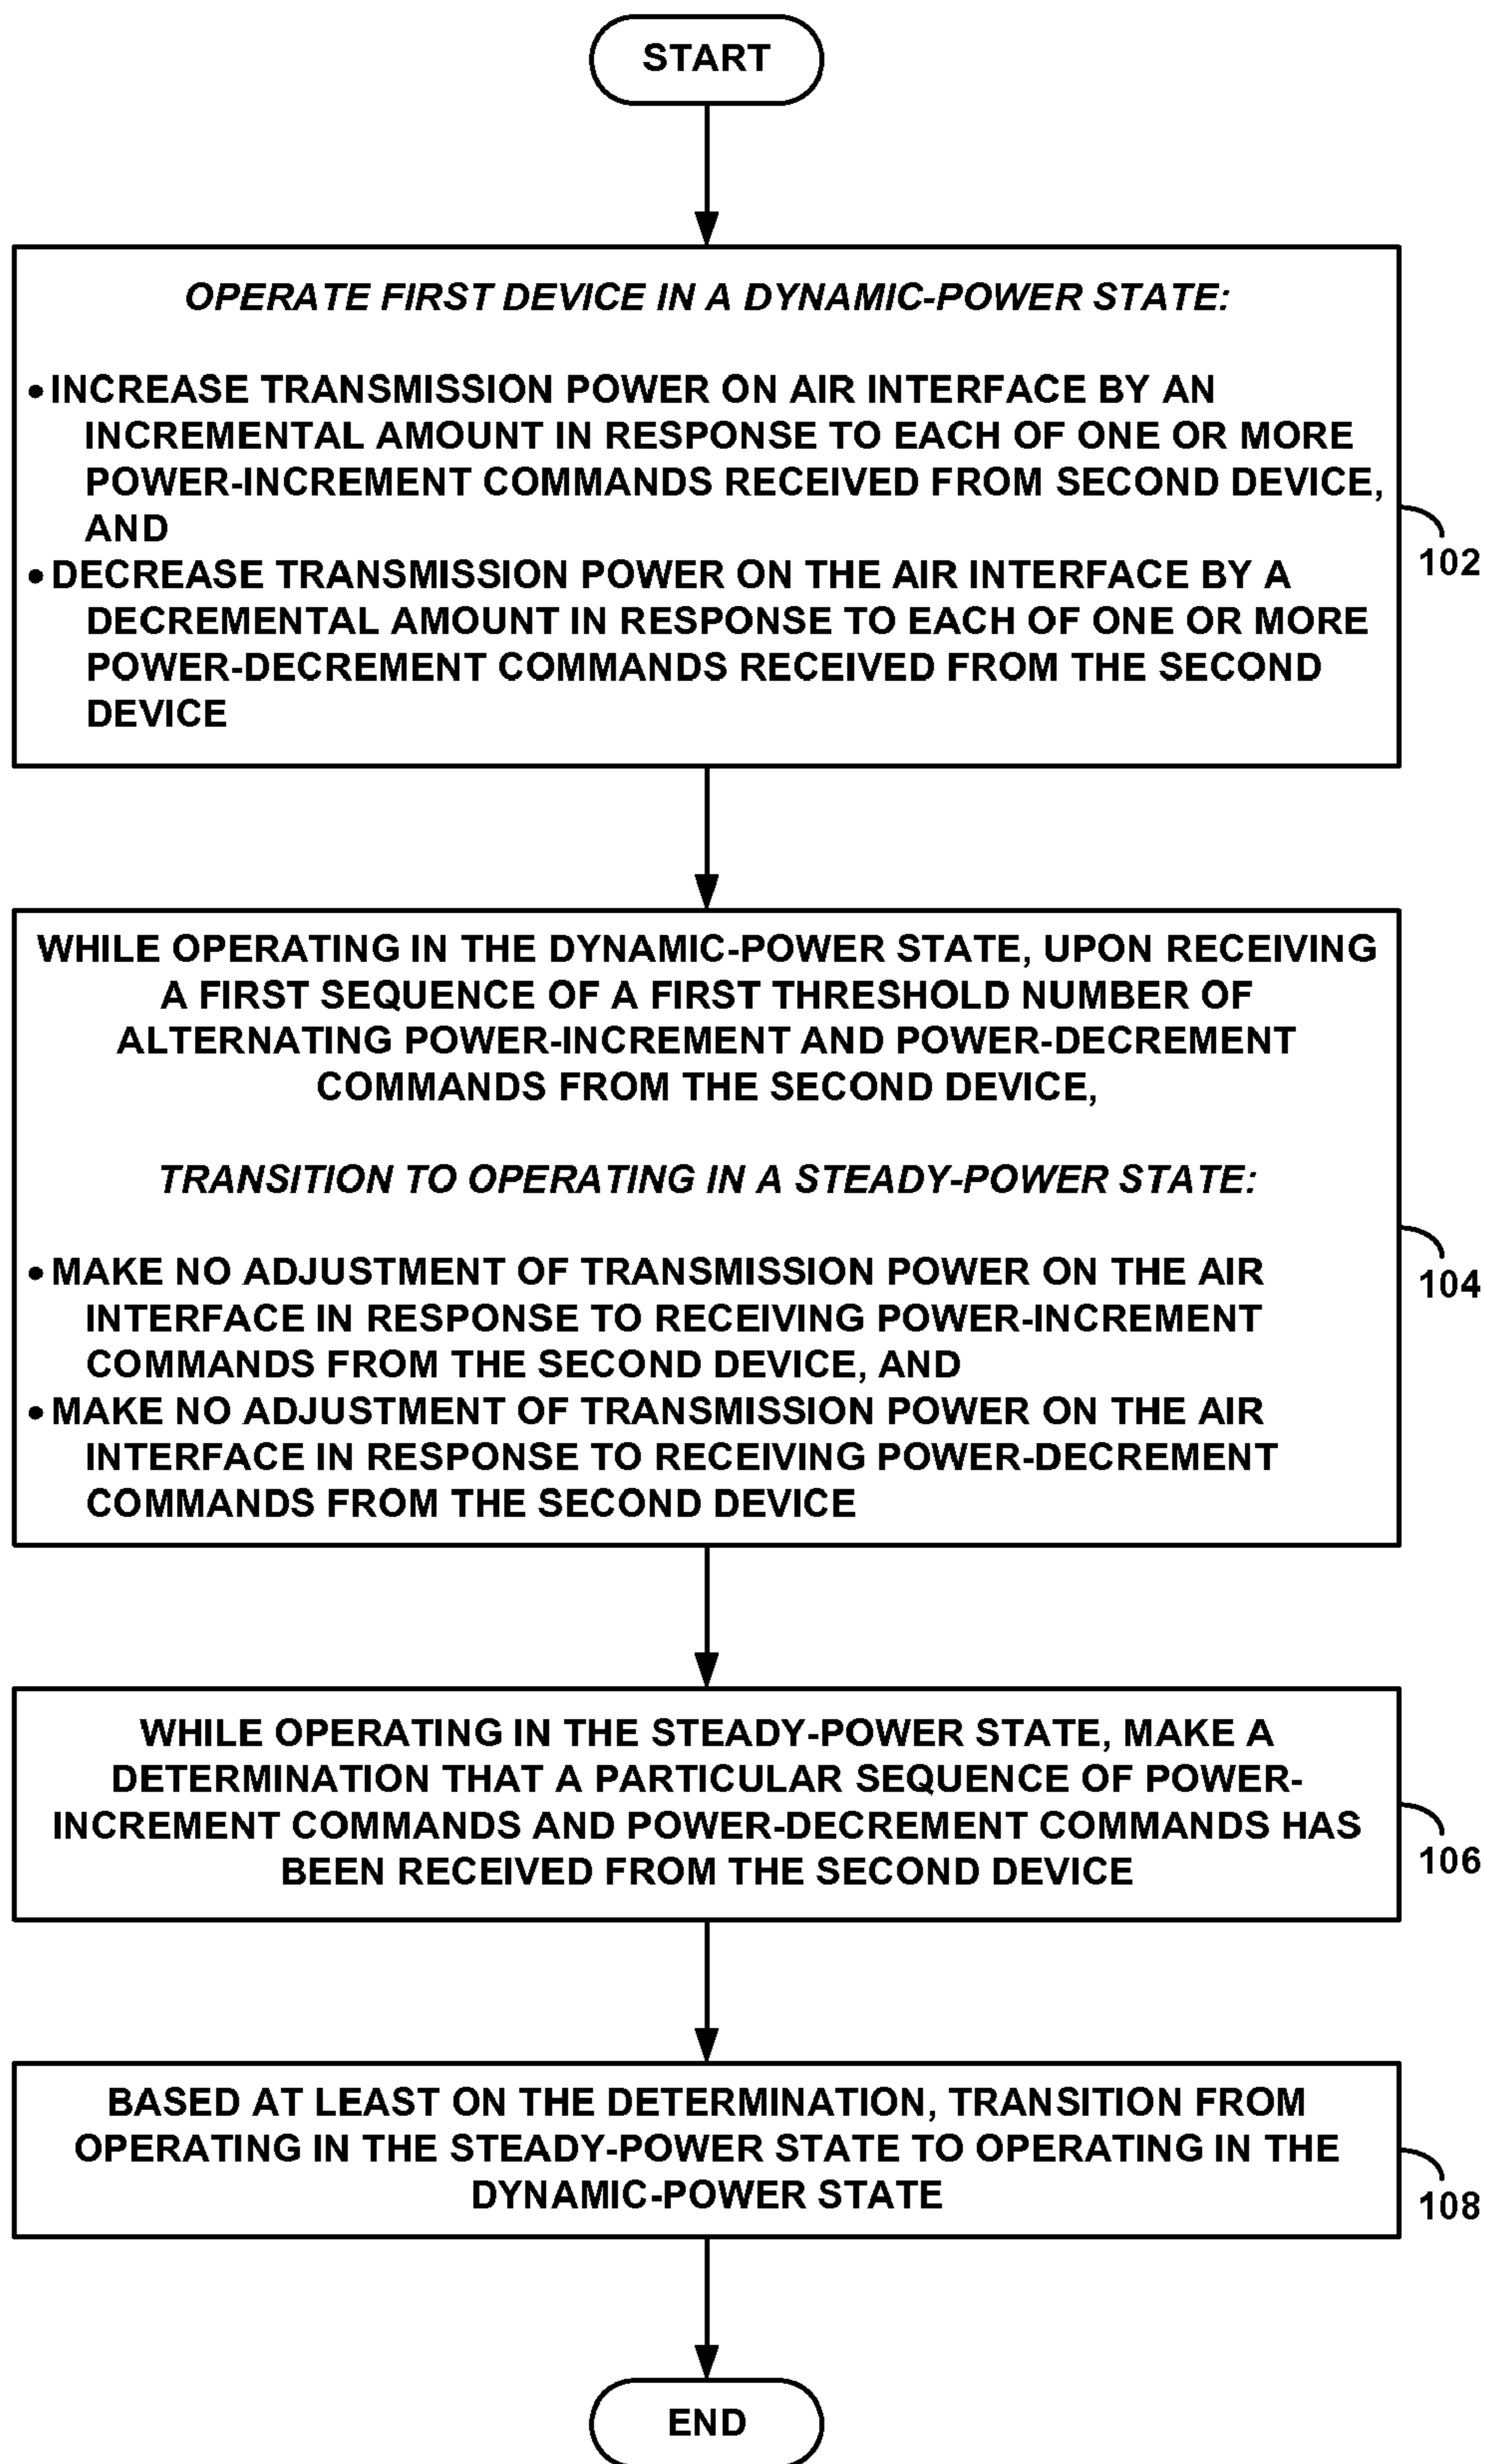 START
OPERATE FIRST DEVICE IN A DYNAMIC-POWER STATE:
• INCREASE TRANSMISSION POWER ON AIR INTERFACE BY AN
INCREMENTAL AMOUNT IN RESPONSE TO EACH OF ONE OR MORE
POWER-INCREMENT COMMANDS RECEIVED FROM SECOND DEVICE,
AND
• DECREASE TRANSMISSION POWER ON THE AIR INTERFACE BY A
DECREMENTAL AMOUNT IN RESPONSE TO EACH OF ONE OR MORE
POWER-DECREMENT COMMANDS RECEIVED FROM THE SECOND
DEVICE
102
WHILE OPERATING IN THE DYNAMIC-POWER STATE, UPON RECEIVING
A FIRST SEQUENCE OF A FIRST THRESHOLD NUMBER OF
ALTERNATING POWER-INCREMENT AND POWER-DECREMENT
COMMANDS FROM THE SECOND DEVICE,
TRANSITION TO OPERATING IN A STEADY-POWER STATE:
• MAKE NO ADJUSTMENT OF TRANSMISSION POWER ON THE AIR
INTERFACE IN RESPONSE TO RECEIVING POWER-INCREMENT
COMMANDS FROM THE SECOND DEVICE, AND
• MAKE NO ADJUSTMENT OF TRANSMISSION POWER ON THE AIR
INTERFACE IN RESPONSE TO RECEIVING POWER-DECREMENT
COMMANDS FROM THE SECOND DEVICE
104
WHILE OPERATING IN THE STEADY-POWER STATE, MAKE A
DETERMINATION THAT A PARTICULAR SEQUENCE OF POWER-
INCREMENT COMMANDS AND POWER-DECREMENT COMMANDS HAS
BEEN RECEIVED FROM THE SECOND DEVICE
106
BASED AT LEAST ON THE DETERMINATION, TRANSITION FROM
OPERATING IN THE STEADY-POWER STATE TO OPERATING IN THE
DYNAMIC-POWER STATE
108
END